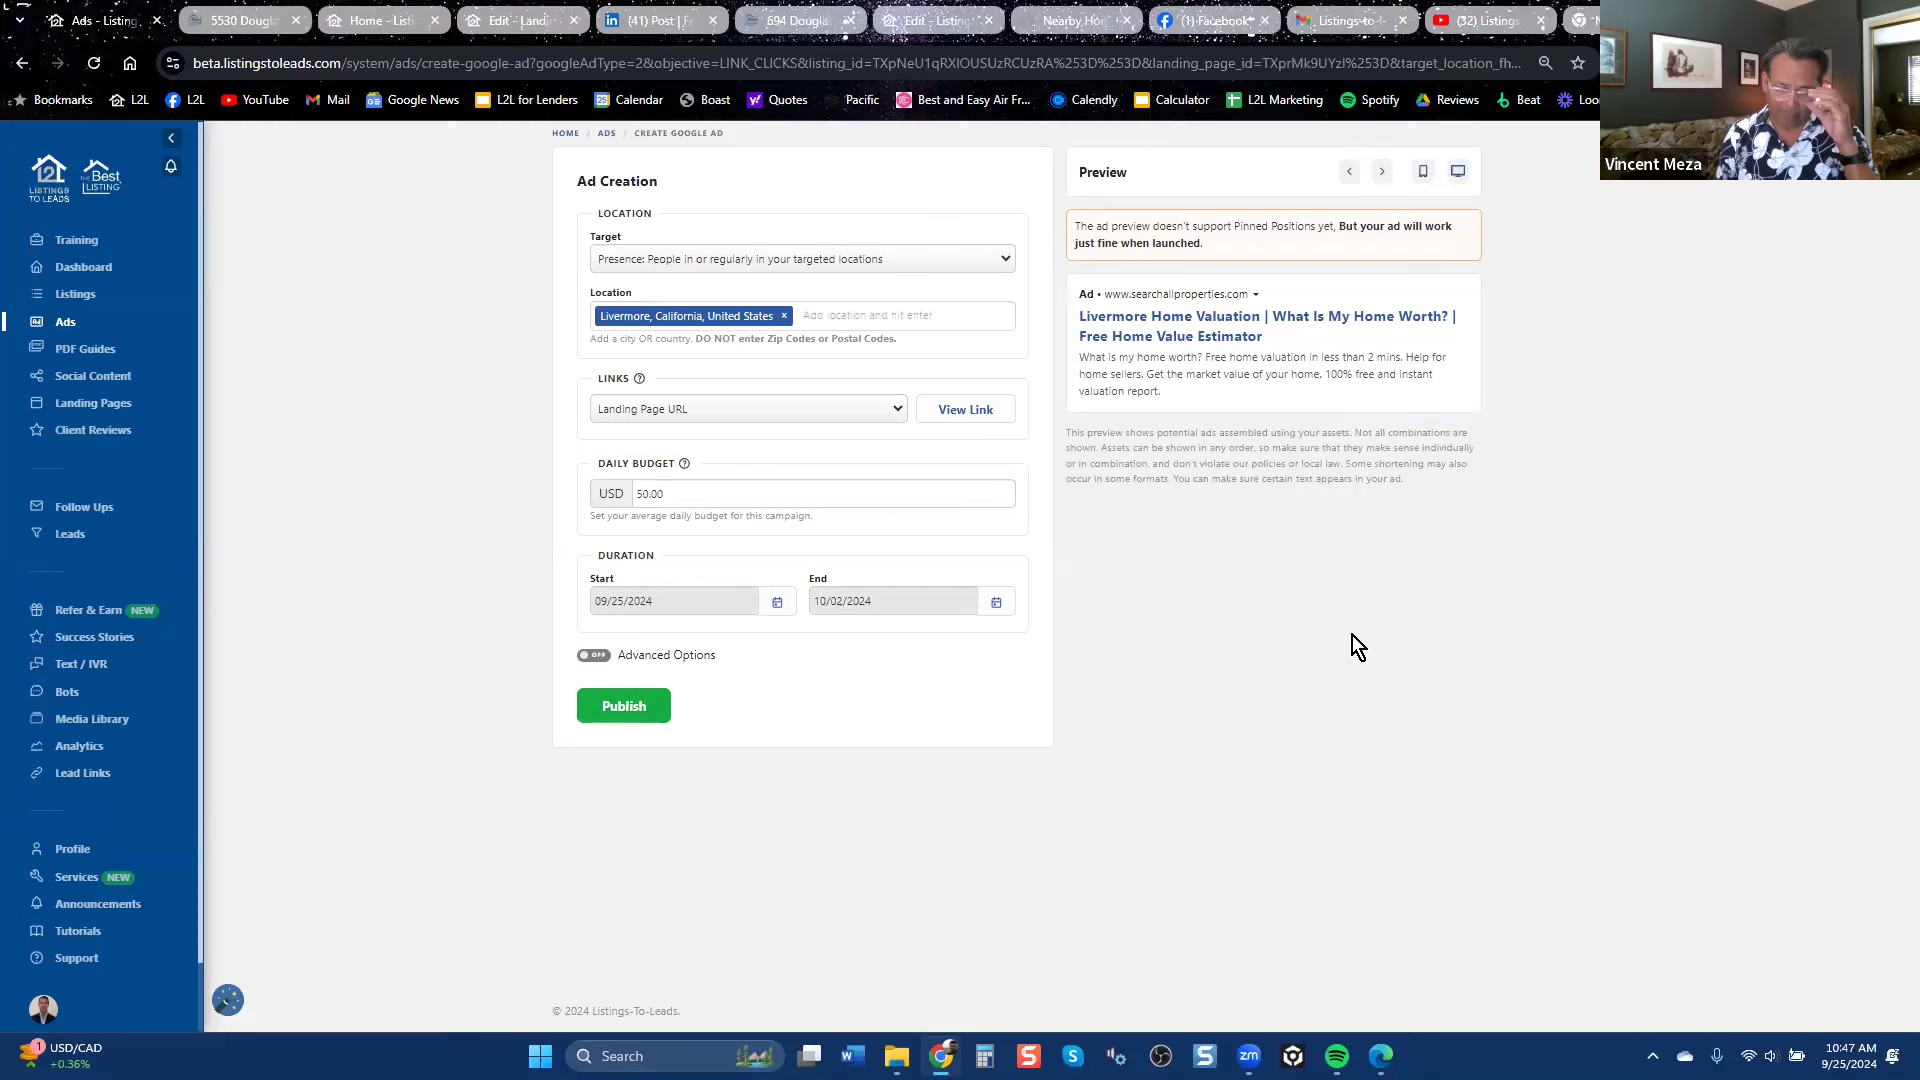 Ads - Listing
5530 Dougla
Home - Listi
Edit - Landi
(41) Post | F
694 Dougla
Edit - Listing
Nearby Ho
(1) Facebook
Listings-to-l
(32) Listings
beta.listingstoleads.com/system/ads/create-google-ad?googleAdType=2&objective=LINK_CLICKS&listing_id=TXpNeU1qRXlOUSUzRCUzRA%253D%253D&landing_page_id=TXprMk9UYzI%253D&target_location_fh...
Bookmarks
L2L
L2L
YouTube
Mail
Google News
L2L for Lenders
Calendar
Boast
Quotes
Pacific
Best and Easy Air Fr...
Calendly
Calculator
L2L Marketing
Spotify
Reviews
Beat
Loo
Vincent Meza
L2L
LISTINGS
TO LEADS
THE Best
LISTING
Training
Dashboard
Listings
Ads
PDF Guides
Social Content
Landing Pages
Client Reviews
Follow Ups
Leads
Refer & Earn NEW
Success Stories
Text / IVR
Bots
Media Library
Analytics
Lead Links
Profile
Services NEW
Announcements
Tutorials
Support
HOME / ADS / CREATE GOOGLE AD
Ad Creation
LOCATION
Target
Presence: People in or regularly in your targeted locations
Location
Livermore, California, United States × Add location and hit enter
Add a city OR country. DO NOT enter Zip Codes or Postal Codes.
LINKS
Landing Page URL
View Link
DAILY BUDGET
USD 50.00
Set your average daily budget for this campaign.
DURATION
Start
End
09/25/2024
10/02/2024
OFF Advanced Options
Publish
Preview
The ad preview doesn't support Pinned Positions yet, But your ad will work
just fine when launched.
Ad • www.searchallproperties.com
Livermore Home Valuation | What Is My Home Worth? |
Free Home Value Estimator
What is my home worth? Free home valuation in less than 2 mins. Help for
home sellers. Get the market value of your home. 100% free and instant
valuation report.
This preview shows potential ads assembled using your assets. Not all combinations are
shown. Assets can be shown in any order, so make sure that they make sense individually
or in combination, and don't violate our policies or local law. Some shortening may also
occur in some formats. You can make sure certain text appears in your ad.
© 2024 Listings-To-Leads.
1
USD/CAD
+0.36%
Search
zm
10:47 AM
9/25/2024